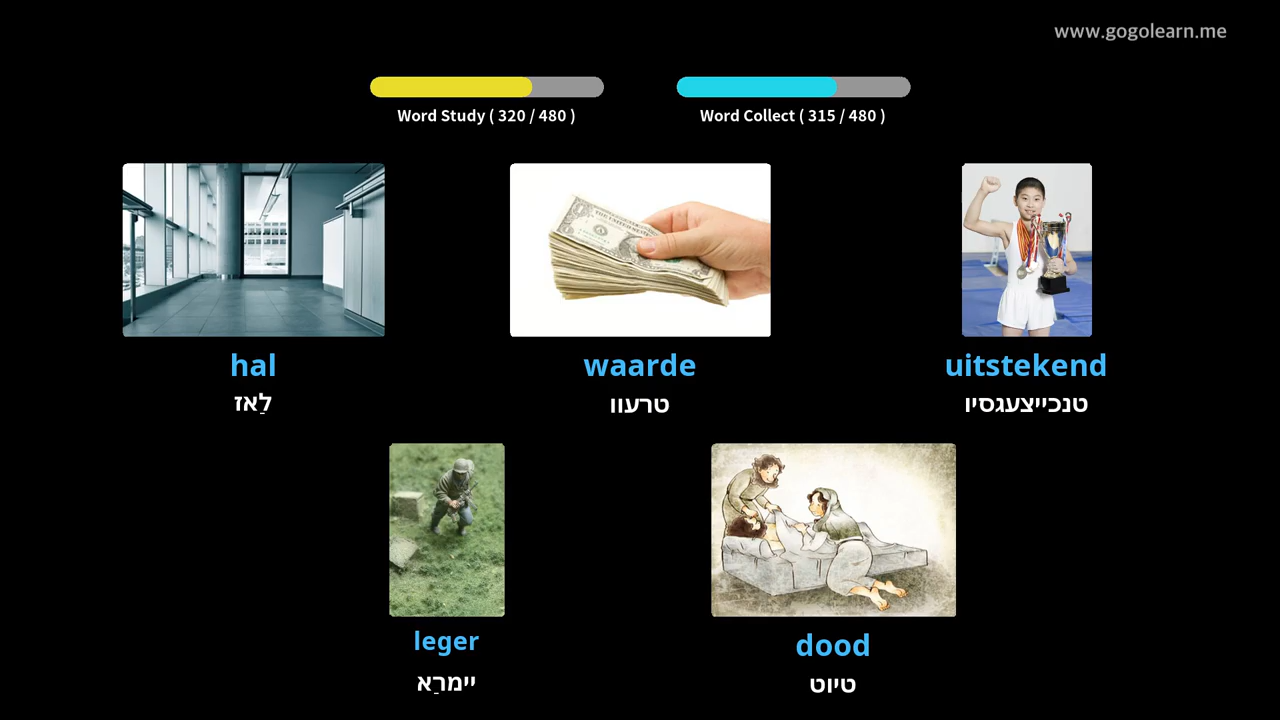 www.gogolearn.me
Word Study ( 320 / 480 )
Word Collect ( 315 / 480 )
hal
לַאז
waarde
טרעוו
uitstekend
טנכייצעגסיו
leger
יימרַא
dood
טיוט